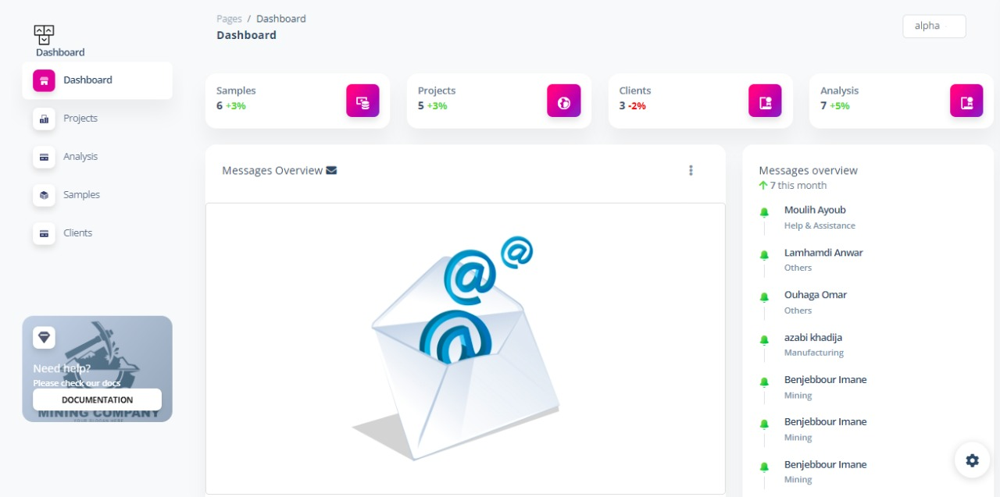 Dashboard
Dashboard
Projects
Analysis
Samples
Clients
Need help?
Please check our docs
DOCUMENTATION
MINING COMPANY
YOUR SLOGAN HERE
Pages / Dashboard
Dashboard
alpha
Samples
6 +3%
Projects
5 +3%
Clients
3 -2%
Analysis
7 +5%
Messages Overview
@
@
@
Messages overview
7 this month
Moulih Ayoub
Help & Assistance
Lamhamdi Anwar
Others
Ouhaga Omar
Others
azabi khadija
Manufacturing
Benjebbour Imane
Mining
Benjebbour Imane
Mining
Benjebbour Imane
Mining